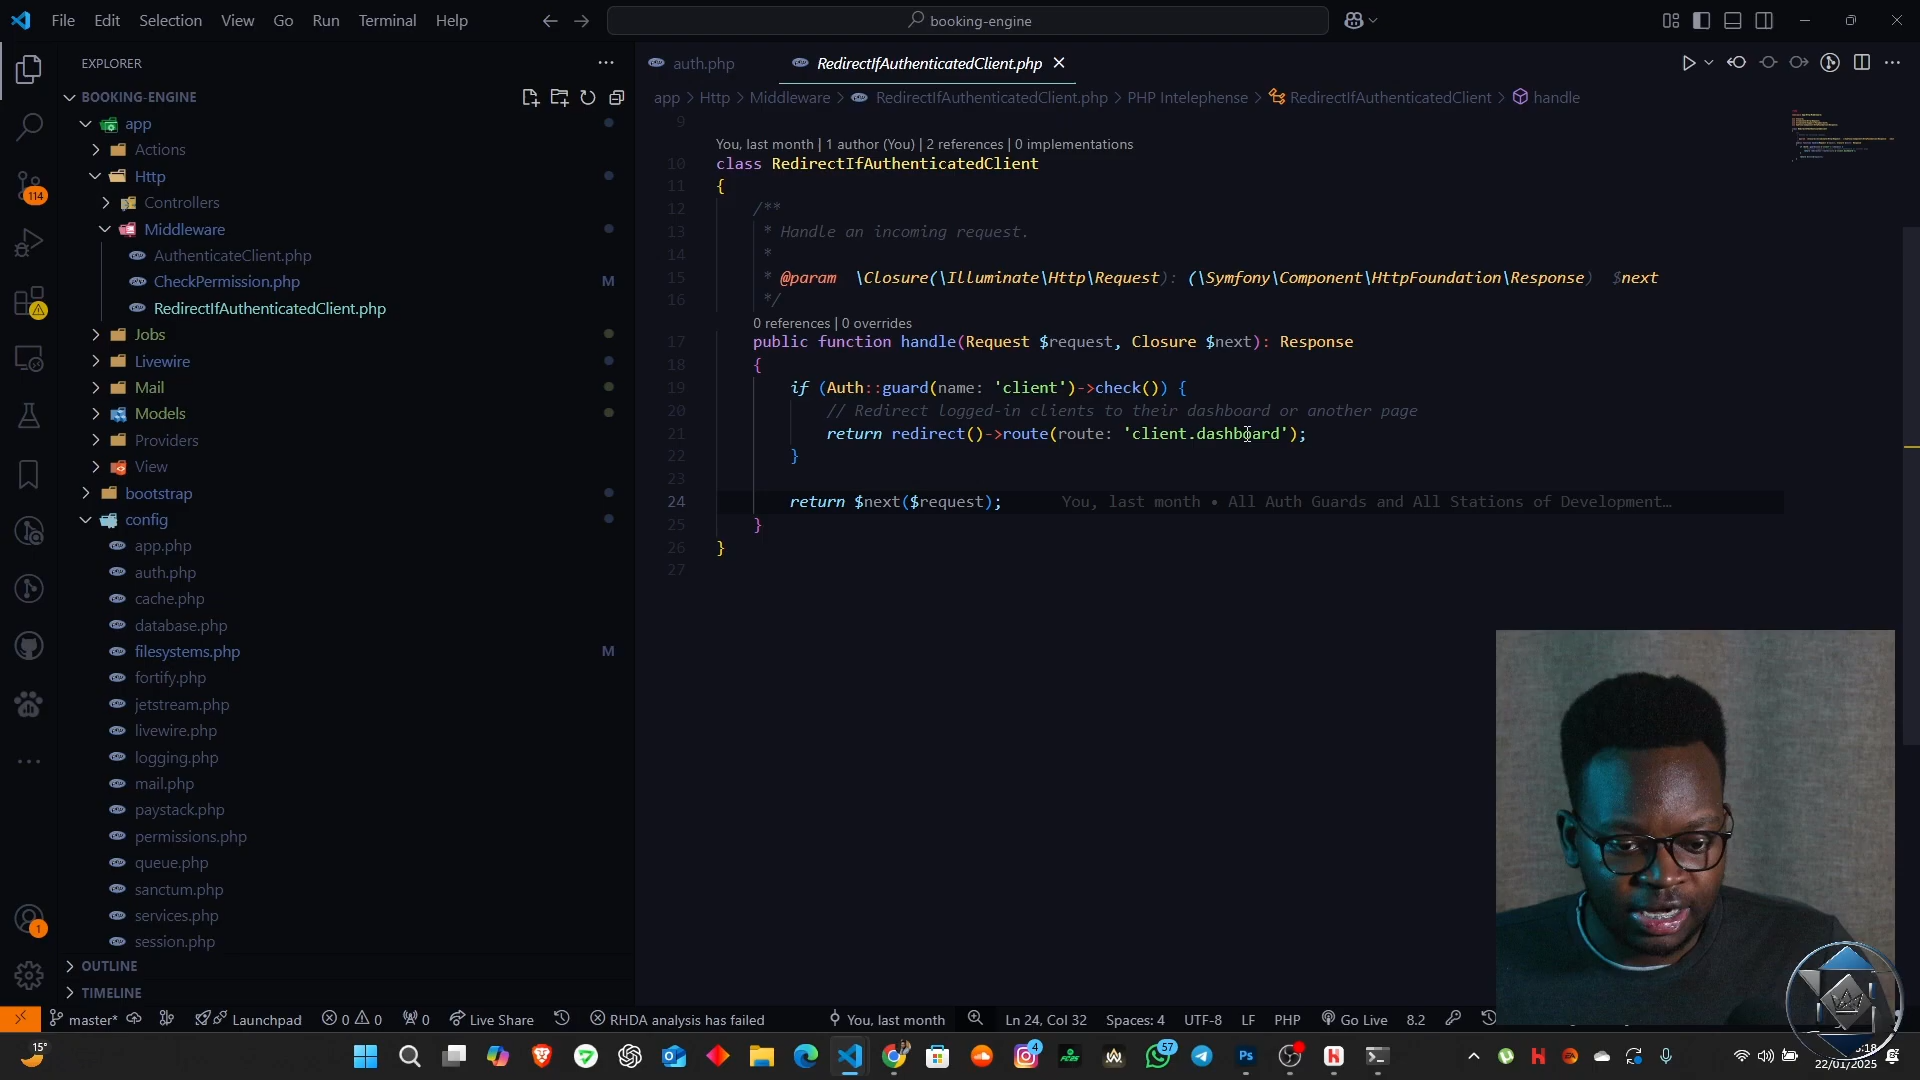 File Edit Selection View Go Run Terminal Help
booking-engine
EXPLORER
BOOKING-ENGINE
app
Actions
Http
Controllers
Middleware
AuthenticateClient.php
CheckPermission.php M
RedirectIfAuthenticatedClient.php
Jobs
Livewire
Mail
Models
Providers
View
bootstrap
config
app.php
auth.php
cache.php
database.php
filesystems.php M
fortify.php
jetstream.php
livewire.php
logging.php
mail.php
paystack.php
permissions.php
queue.php
sanctum.php
services.php
session.php
OUTLINE
TIMELINE
114
1
auth.php RedirectIfAuthenticatedClient.php
app > Http > Middleware > RedirectIfAuthenticatedClient.php > PHP Intelephense > RedirectIfAuthenticatedClient > handle
9
You, last month | 1 author (You) | 2 references | 0 implementations
10 class RedirectIfAuthenticatedClient
11 {
12 /**
13 * Handle an incoming request.
14 *
15 * @param \Closure(\Illuminate\Http\Request): (\Symfony\Component\HttpFoundation\Response) $next
16 */
0 references | 0 overrides
17 public function handle(Request $request, Closure $next): Response
18 {
19 if (Auth::guard(name: 'client')->check()) {
20 // Redirect logged-in clients to their dashboard or another page
21 return redirect()->route(route: 'client.dashboard');
22 }
23
24 return $next($request); You, last month • All Auth Guards and All Stations of Development…
25 }
26 }
27
master* Launchpad 0 0 0 Live Share RHDA analysis has failed You, last month Ln 24, Col 32 Spaces: 4 UTF-8 LF PHP Go Live 8.2
15°
4
57
22/01/2025